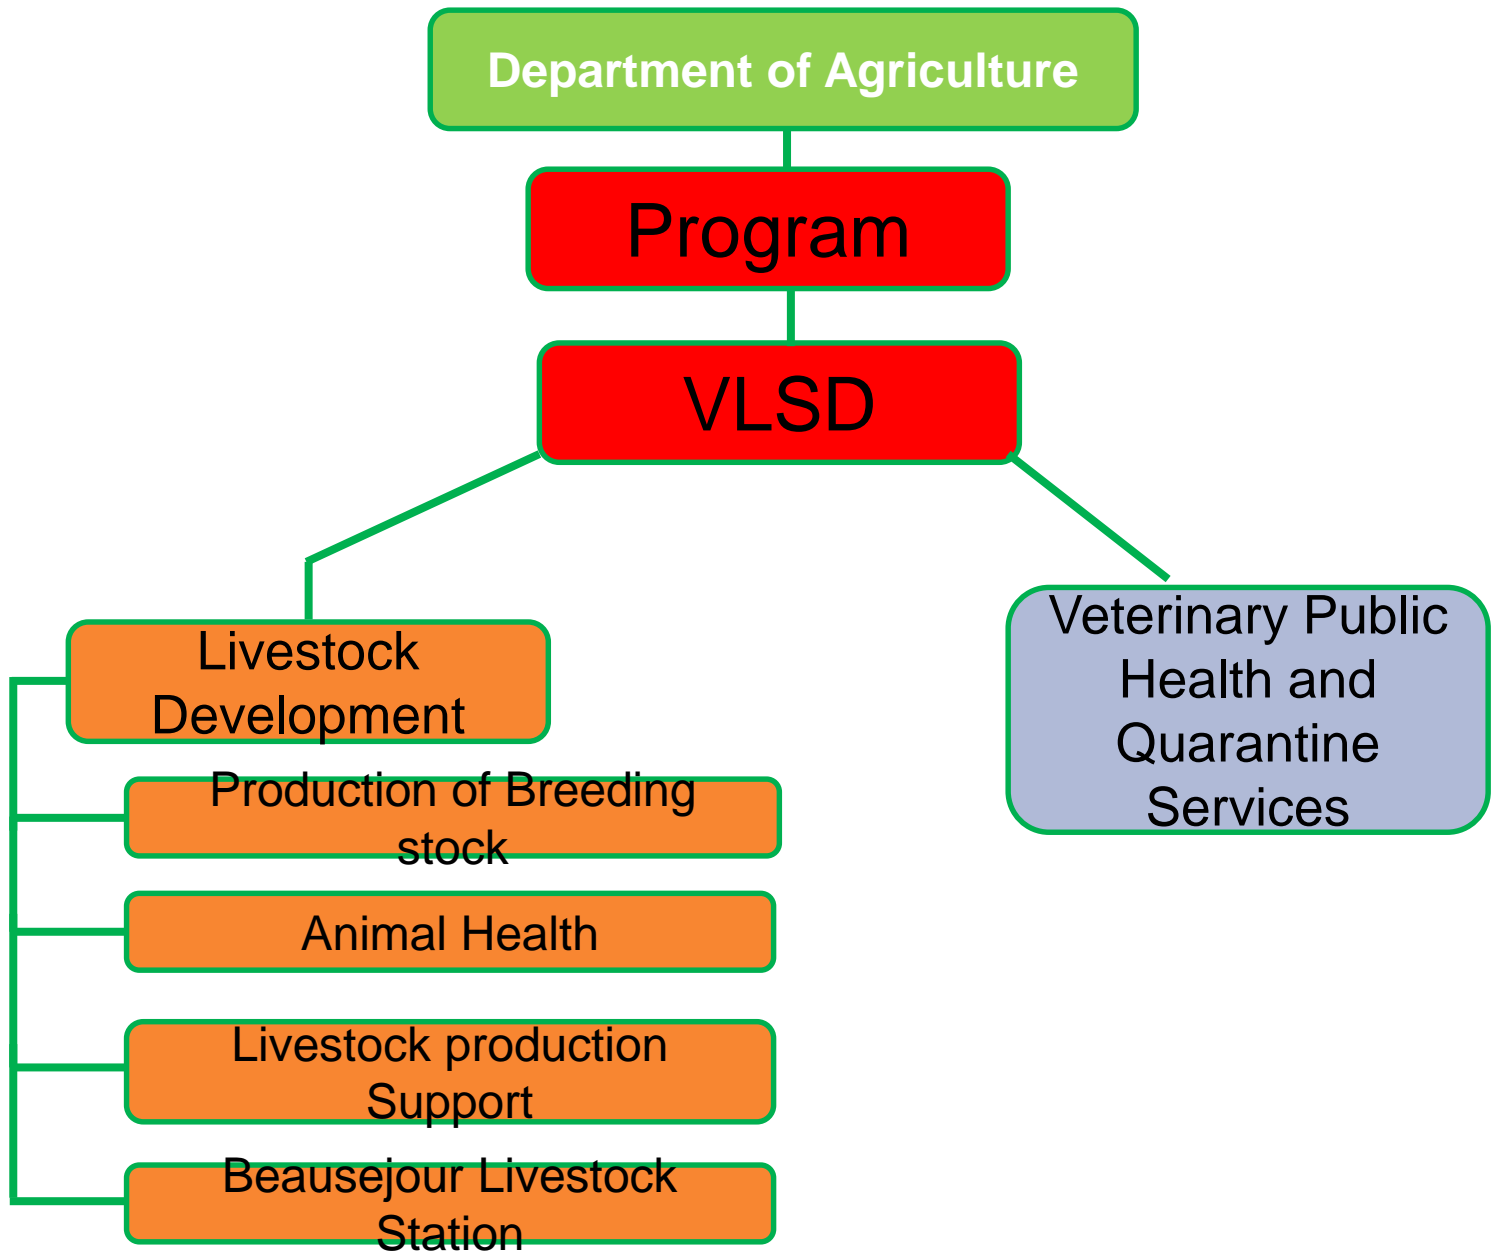 Department of Agriculture
Program
VLSD
Livestock
Development
Production of Breeding
stock
Animal Health
Livestock production
Support
Beausejour Livestock
Station
Veterinary Public
Health and
Quarantine
Services